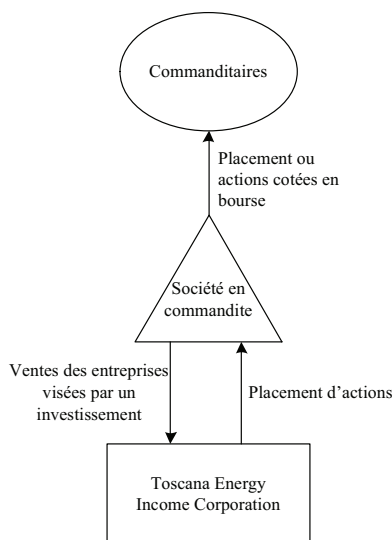 Commanditaires
Placement ou
actions cotées en
bourse
Société en
commandite
Ventes des entreprises
visées par un
investissement
Placement d’actions
Toscana Energy
Income Corporation